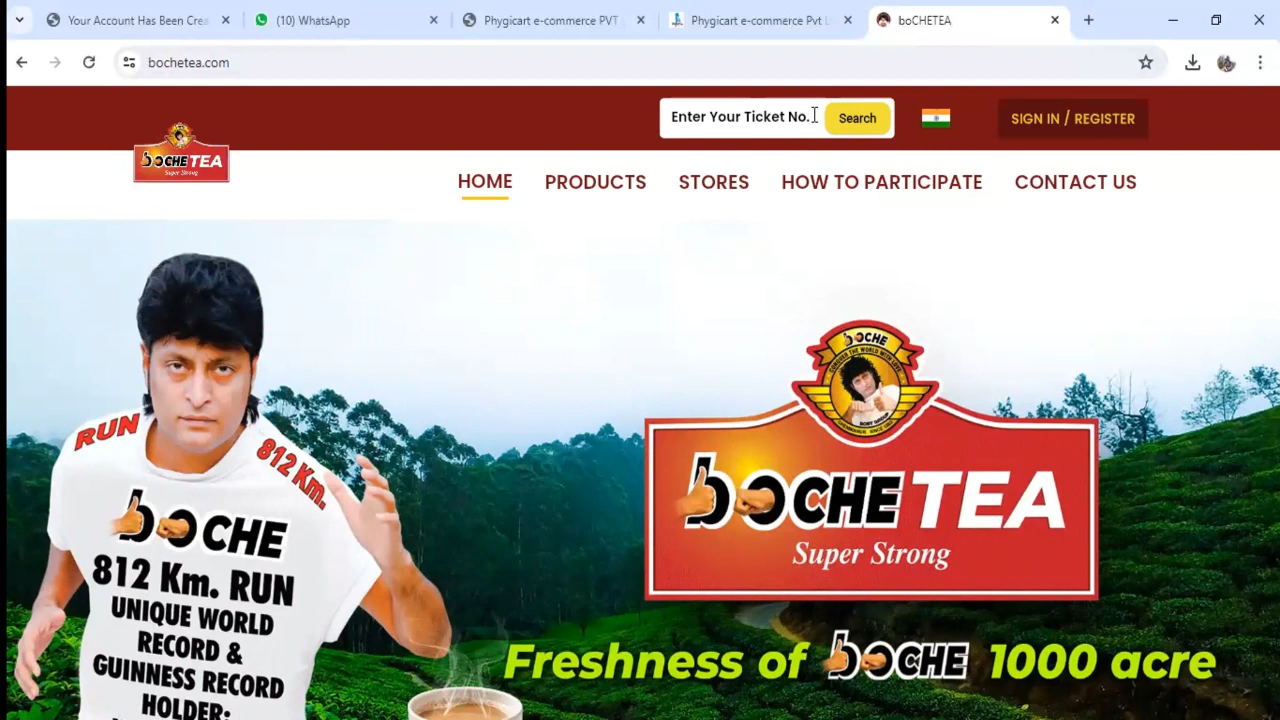 Your Account Has Been Crea
(10) WhatsApp
Phygicart e-commerce PVT
Phygicart e-commerce Pvt L
boCHETEA
bochetea.com
Enter Your Ticket No.
Search
SIGN IN / REGISTER
boCHE TEA
Super Strong
HOME
PRODUCTS
STORES
HOW TO PARTICIPATE
CONTACT US
boCHE
RUN
812 Km.
boCHE
812 Km. RUN
UNIQUE WORLD
RECORD &
GUINNESS RECORD
HOLDER:
boCHE TEA
Super Strong
Freshness of boCHE 1000 acre